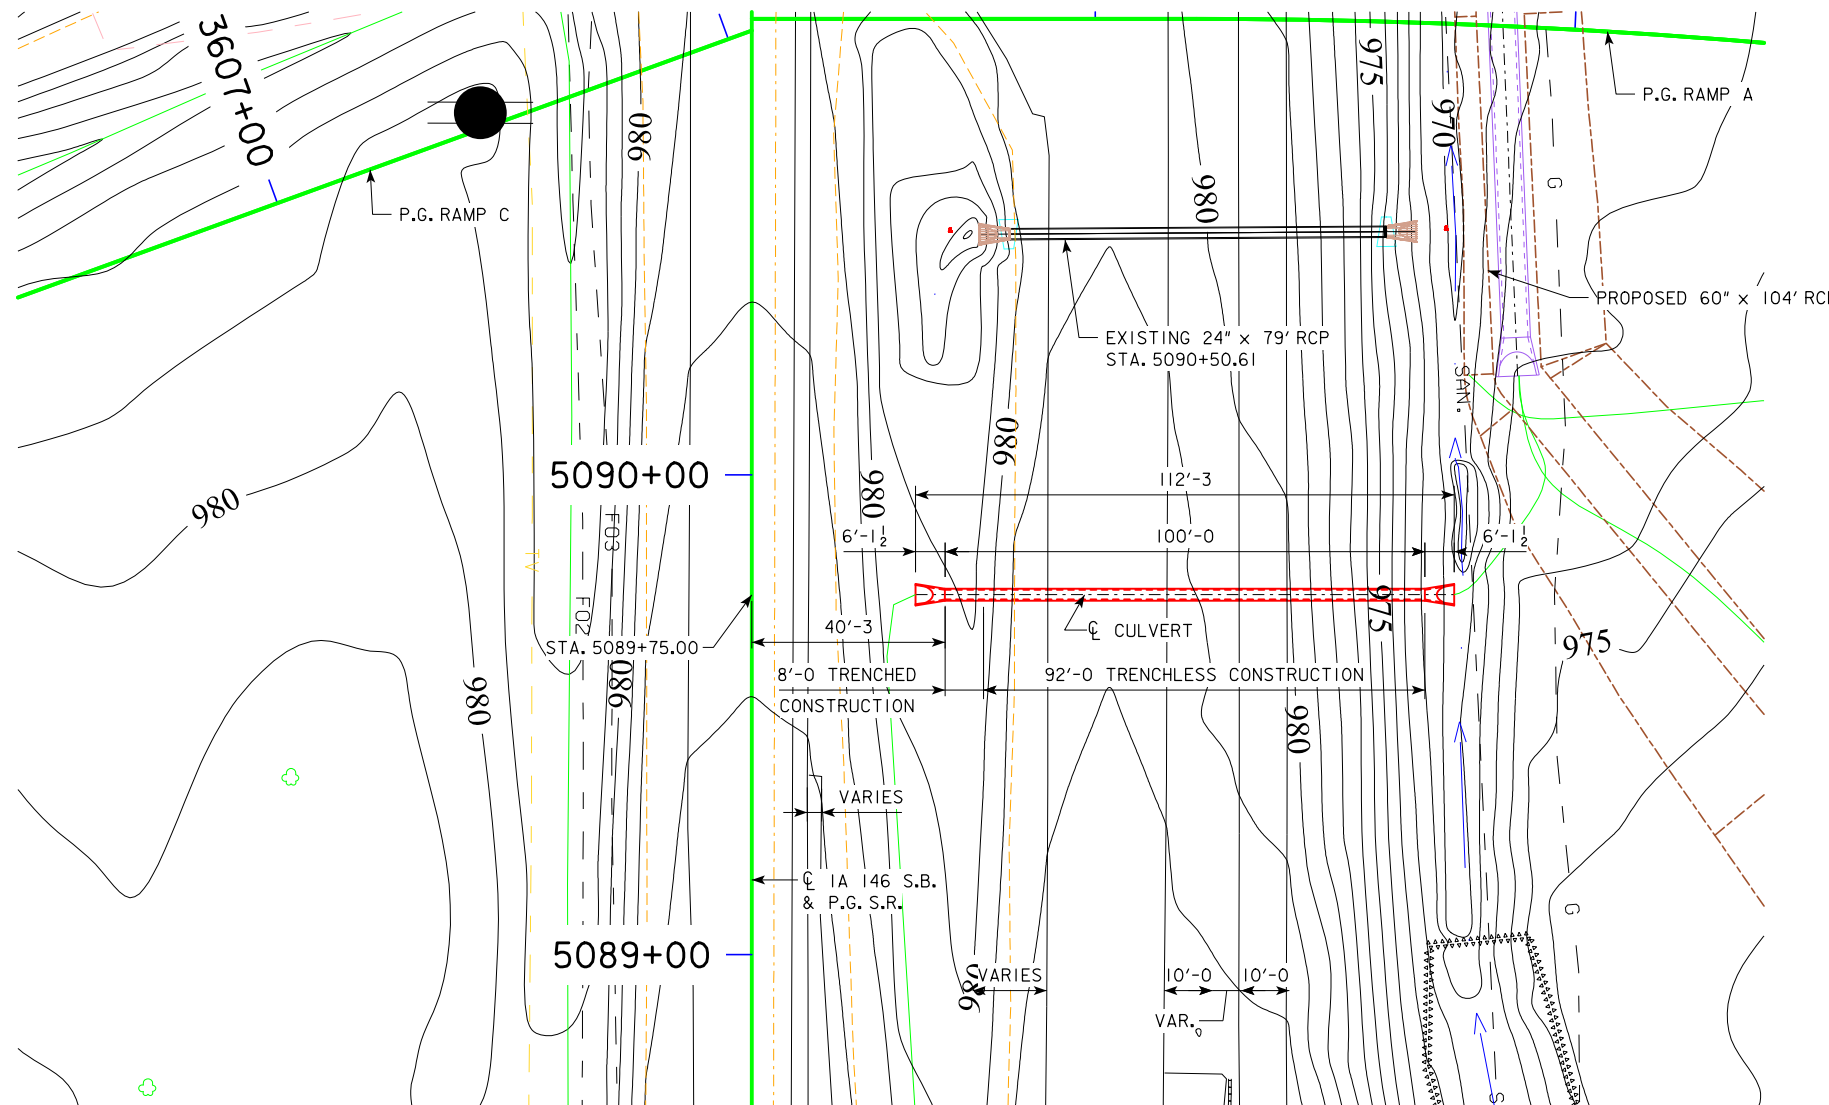 3607+00
980
975
970
P.G. RAMP A
P.G. RAMP C
G
980
PROPOSED 60" x 104' RC
EXISTING 24" x 79' RCP
STA. 5090+50.61
SAN.
980
5090+00
980
980
112'-3
6'-1½
100'-0
6'-1½
TV
F03
F02
975
40'-3
℄ CULVERT
STA. 5089+75.00
975
8'-0 TRENCHED
CONSTRUCTION
92'-0 TRENCHLESS CONSTRUCTION
980
980
980
VARIES
℄ IA 146 S.B.
& P.G. S.R.
G
5089+00
980
VARIES
10'-0
10'-0
VAR.
S